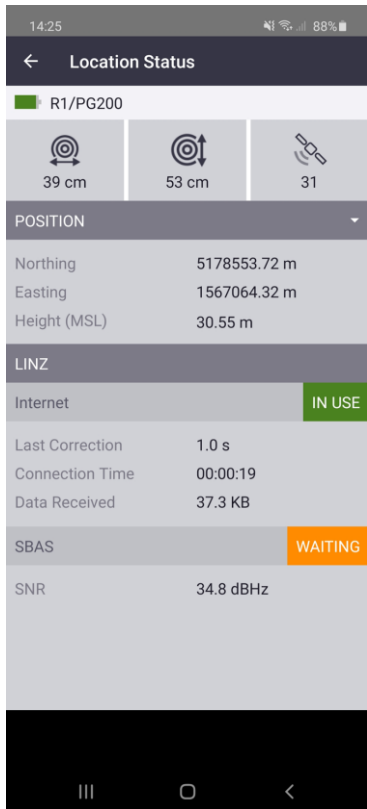 14:25 88%
Location Status
R1/PG200
39 cm 53 cm 31
POSITION
Northing 5178553.72 m
Easting 1567064.32 m
Height (MSL) 30.55 m
LINZ
Internet IN USE
Last Correction 1.0 s
Connection Time 00:00:19
Data Received 37.3 KB
SBAS WAITING
SNR 34.8 dBHz